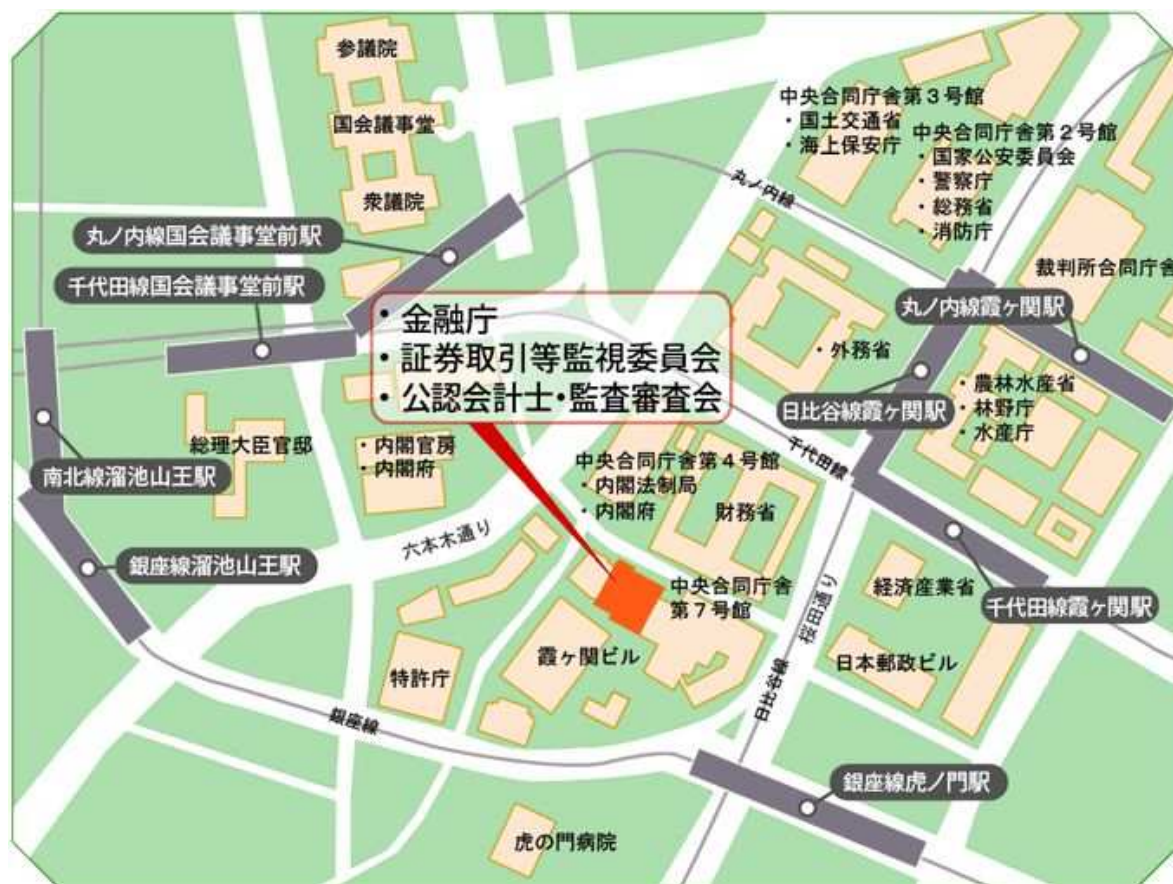 参議院
国会議事堂
衆議院
中央合同庁舎第3号館
・国土交通省
・海上保安庁
中央合同庁舎第2号館
・国家公安委員会
・警察庁
・総務省
・消防庁
丸ノ内線
裁判所合同庁舎
丸ノ内線国会議事堂前駅
千代田線国会議事堂前駅
丸ノ内線霞ヶ関駅
・金融庁
・証券取引等監視委員会
・公認会計士・監査審査会
・外務省
日比谷線霞ヶ関駅
・農林水産省
・林野庁
・水産庁
総理大臣官邸
・内閣官房
・内閣府
南北線溜池山王駅
千代田線
中央合同庁舎第4号館
・内閣法制局
・内閣府
財務省
六本木通り
銀座線溜池山王駅
中央合同庁舎
第7号館
経済産業省
千代田線霞ヶ関駅
桜田通り
霞ヶ関ビル
特許庁
日本郵政ビル
日比谷線
銀座線
銀座線虎ノ門駅
虎の門病院